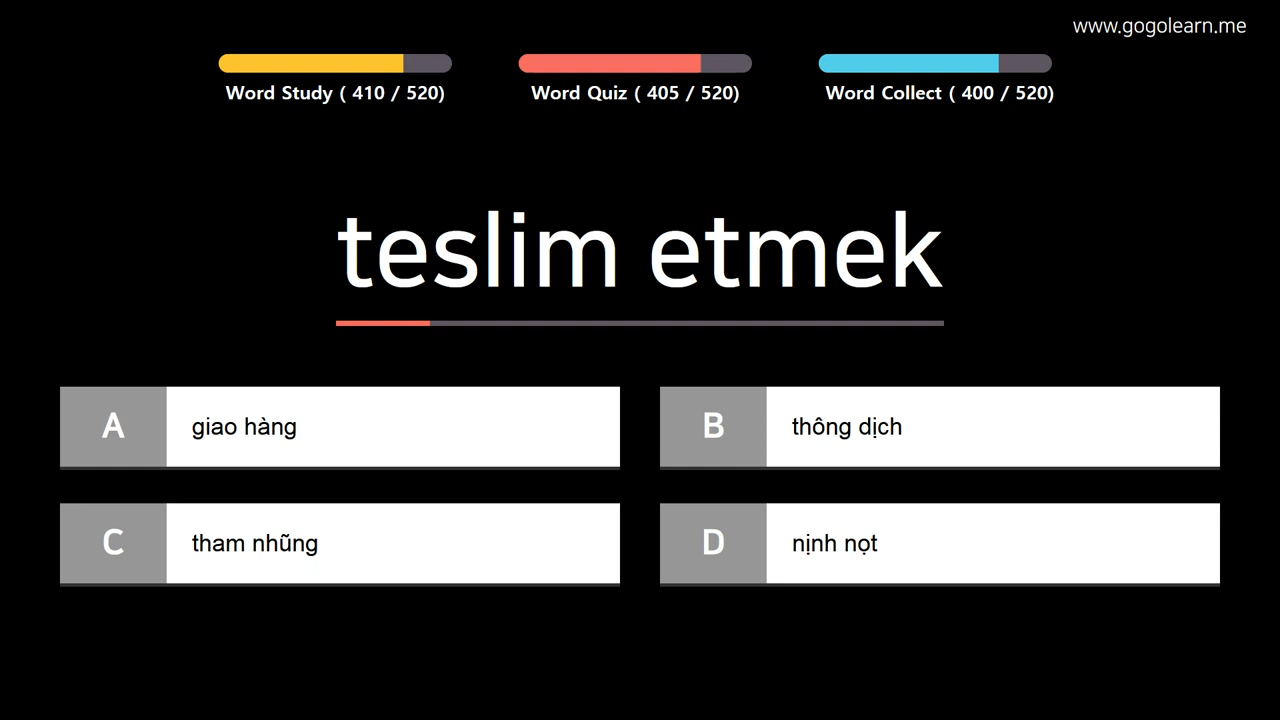 www.gogolearn.me
Word Study ( 410 / 520)
Word Quiz ( 405 / 520)
Word Collect ( 400 / 520)
teslim etmek
A
giao hàng
B
thông dịch
C
tham nhũng
D
nịnh nọt